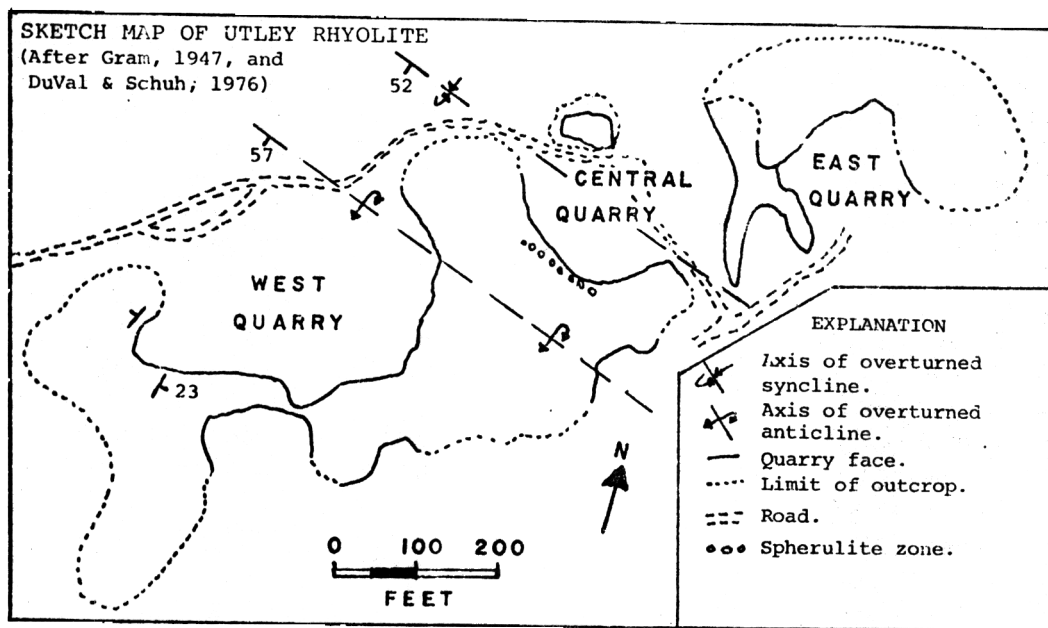 SKETCH MAP OF UTLEY RHYOLITE
(After Gram, 1947, and
DuVal & Schuh, 1976)
52
57
CENTRAL
QUARRY
EAST
QUARRY
WEST
QUARRY
23
N
0 100 200
FEET
EXPLANATION
Axis of overturned
syncline.
Axis of overturned
anticline.
Quarry face.
Limit of outcrop.
Road.
Spherulite zone.